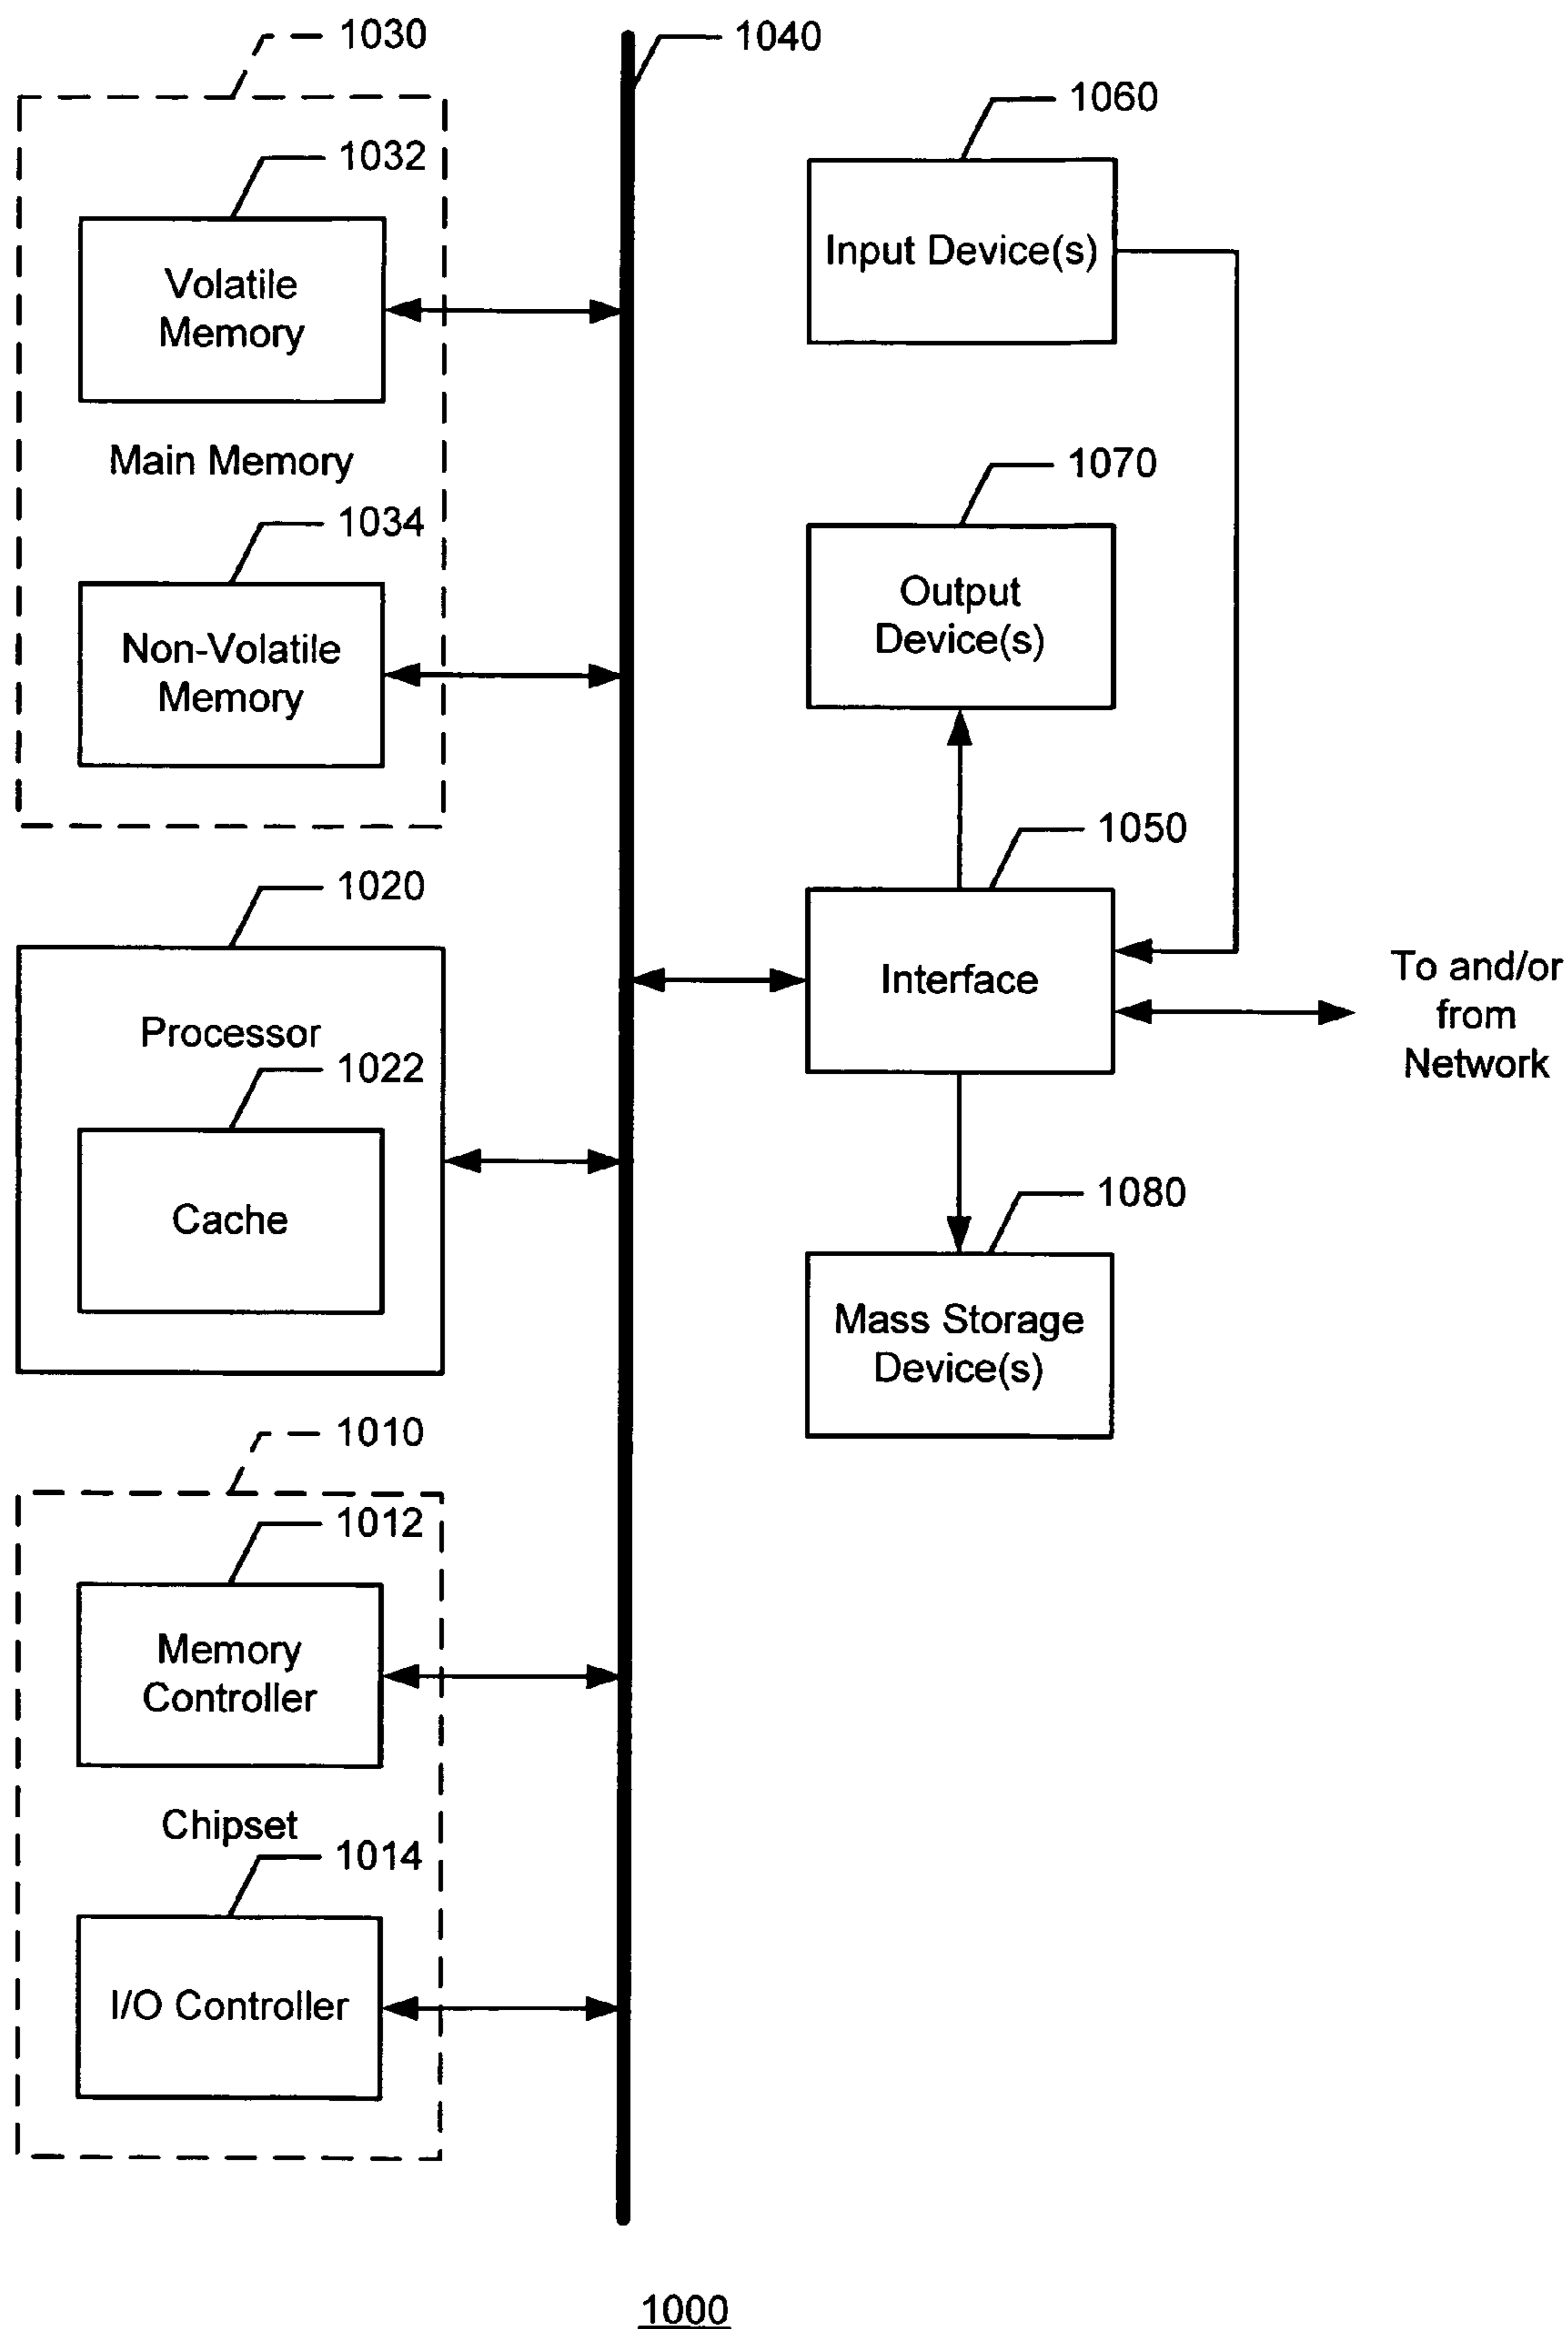 1030
1040
1060
1032
Volatile
Memory
Input Device(s)
Main Memory
1070
1034
Output
Device(s)
Non-Volatile
Memory
1050
1020
Interface
To and/or
from
Network
Processor
1022
Cache
1080
Mass Storage
Device(s)
1010
1012
Memory
Controller
Chipset
1014
I/O Controller
1000